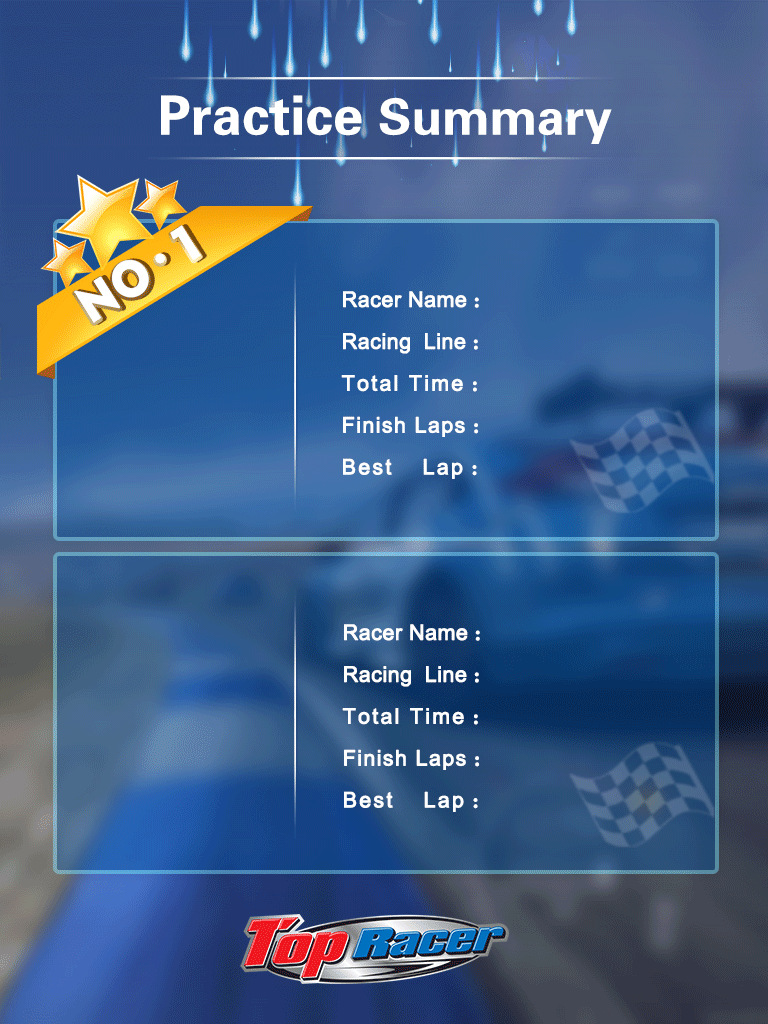 Practice Summary
NO·1
Racer Name :
Racing Line :
Total Time :
Finish Laps :
Best Lap :
Racer Name :
Racing Line :
Total Time :
Finish Laps :
Best Lap :
Top Racer